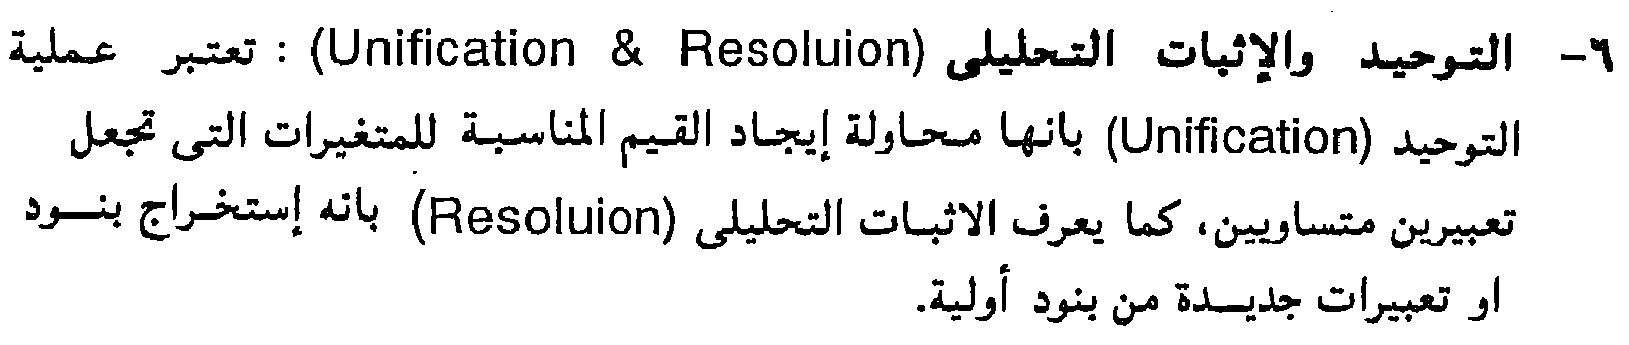 ٦- التوحيد والإثبات التحليلى (Unification & Resoluion) : تعتبر عملية
التوحيد (Unification) بانها محاولة إيجاد القيم المناسبة للمتغيرات التى تجعل
تعبيرين متساويين، كما يعرف الاثبات التحليلى (Resoluion) بانه إستخراج بنود
او تعبيرات جديدة من بنود أولية.